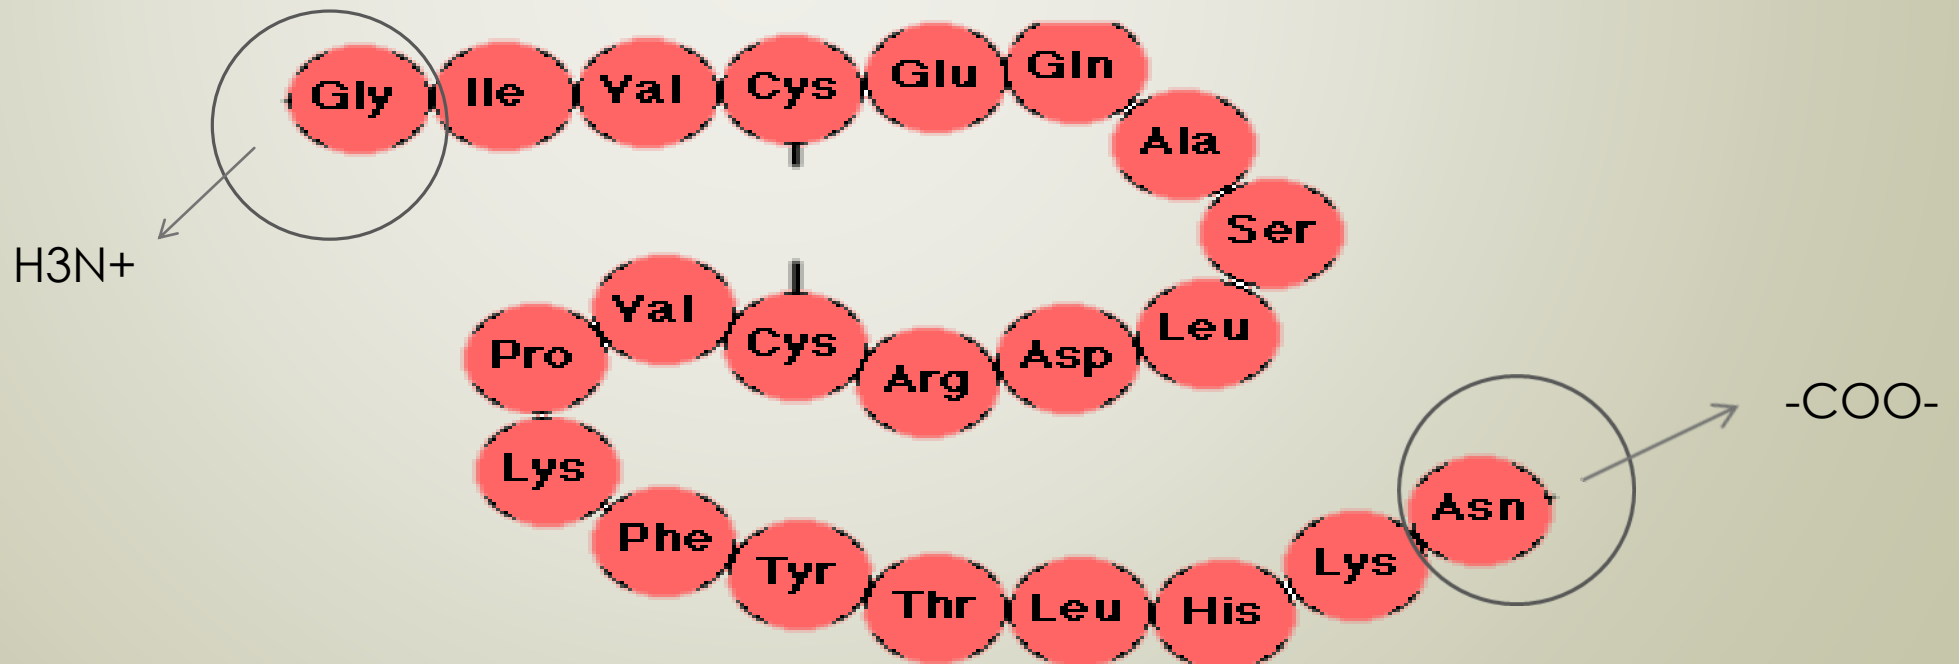 Gly Ile Val Cys Glu Gln
Ala
Ser
Leu
Asp
Arg
Cys
Val
Pro
Lys
Phe
Tyr
Thr
Leu
His
Lys
Asn
H3N+
-COO-